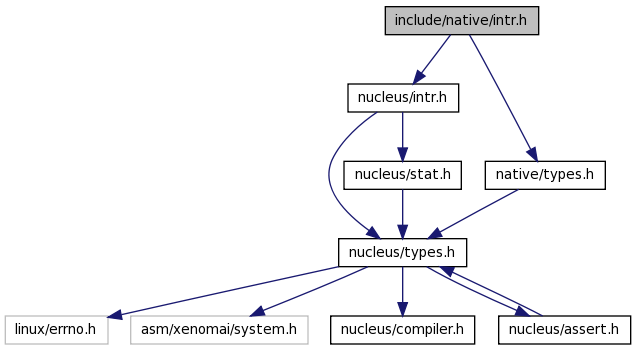 include/native/intr.h
nucleus/intr.h
nucleus/stat.h
native/types.h
nucleus/types.h
linux/errno.h
asm/xenomai/system.h
nucleus/compiler.h
nucleus/assert.h